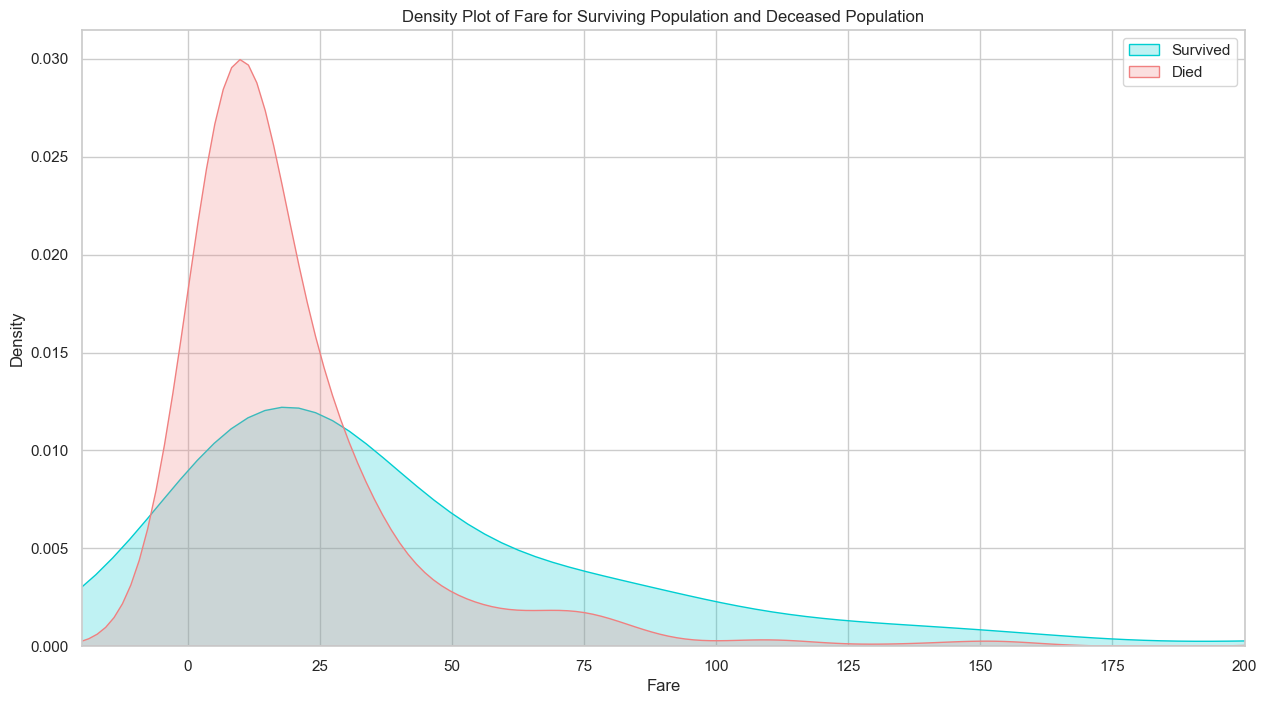 Density Plot of Fare for Surviving Population and Deceased Population
Survived
Died
0.030
0.025
0.020
0.015
0.010
0.005
0.000
Density
0 25 50 75 100 125 150 175 200
Fare